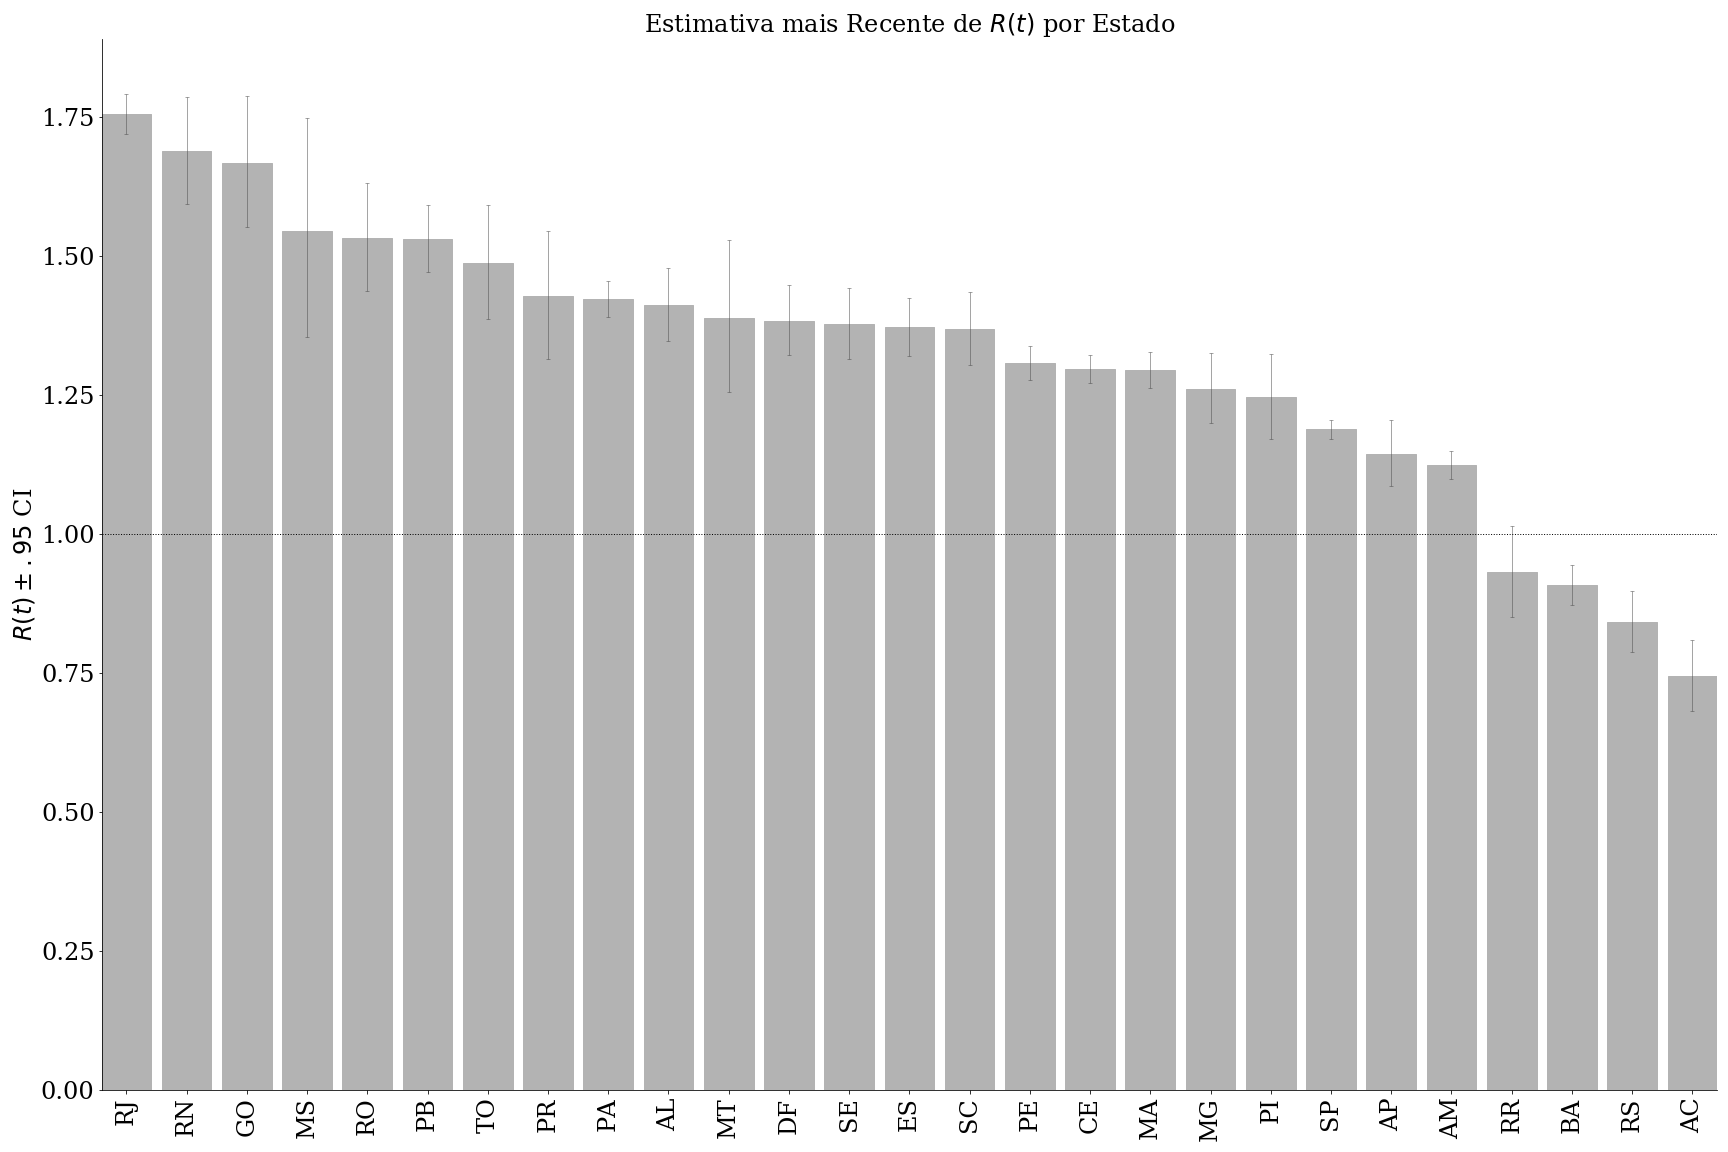 Estimativa mais Recente de R(t) por Estado
R(t) ± .95 CI
1.75
1.50
1.25
1.00
0.75
0.50
0.25
0.00
RJ RN GO MS RO PB TO PR PA AL MT DF SE ES SC PE CE MA MG PI SP AP AM RR BA RS AC